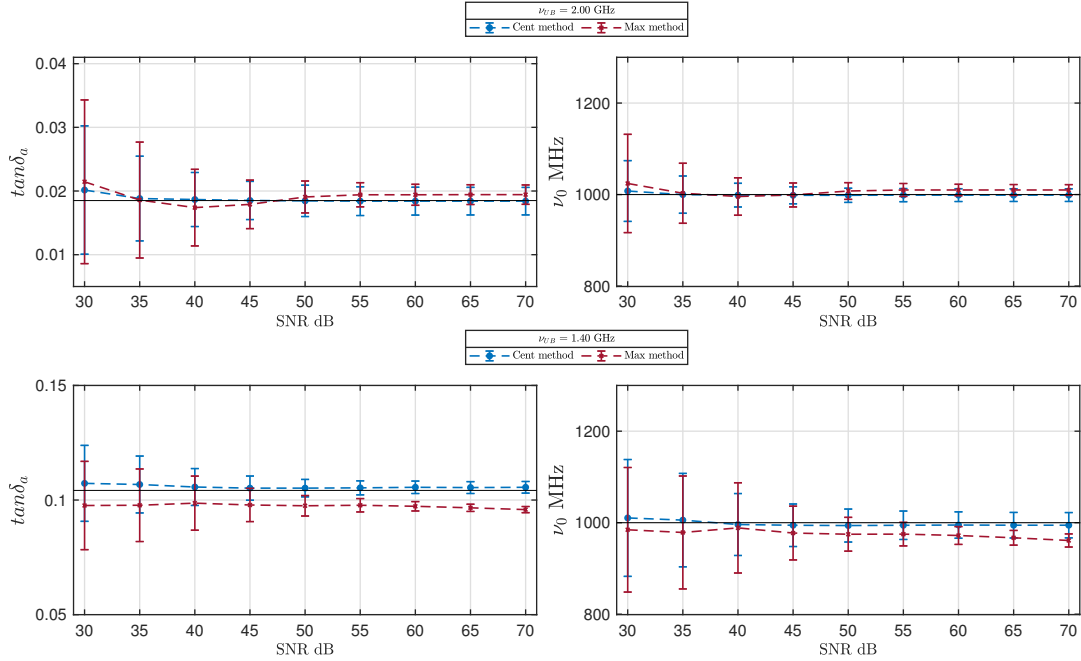 ν_UB = 2.00 GHz
Cent method Max method
0.04
0.03
0.02
0.01
tanδ_a
30 35 40 45 50 55 60 65 70
SNR dB
1200
1000
800
ν_0 MHz
30 35 40 45 50 55 60 65 70
SNR dB
ν_UB = 1.40 GHz
Cent method Max method
0.15
0.1
0.05
tanδ_a
30 35 40 45 50 55 60 65 70
SNR dB
1200
1000
800
ν_0 MHz
30 35 40 45 50 55 60 65 70
SNR dB